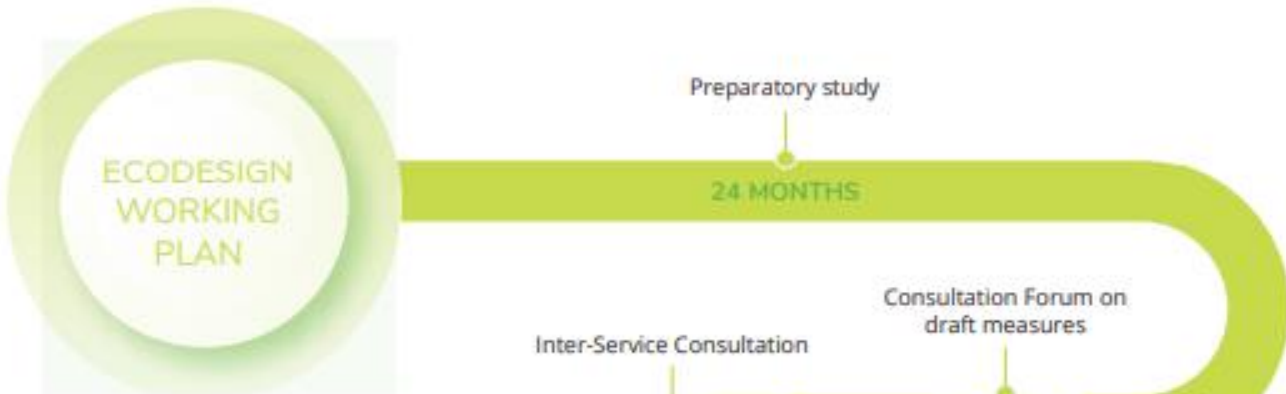 ECODESIGN
WORKING
PLAN
Preparatory study
24 MONTHS
Consultation Forum on
draft measures
Inter-Service Consultation